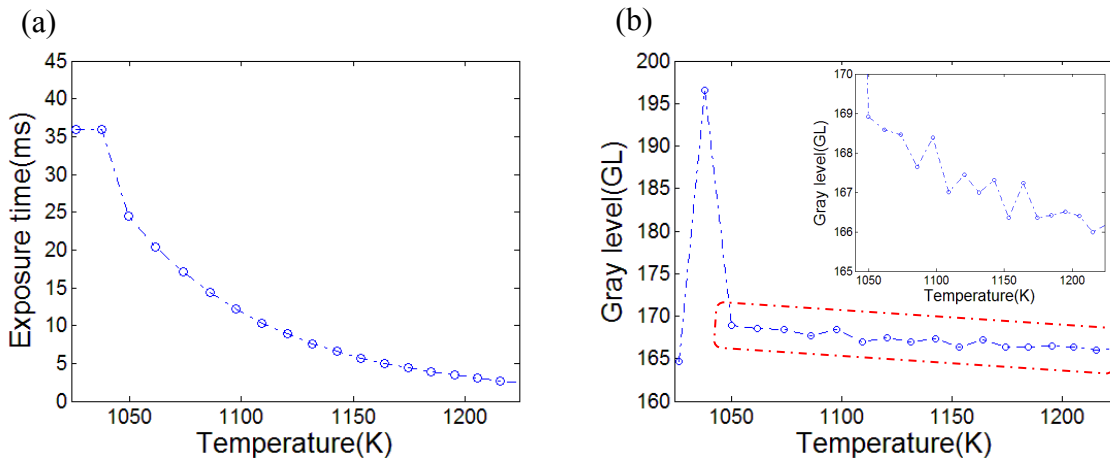 (a)
45
40
35
30
25
20
15
10
5
0
Exposure time(ms)
1050 1100 1150 1200
Temperature(K)
(b)
200
195
190
185
180
175
170
165
160
Gray level(GL)
1050 1100 1150 1200
Temperature(K)
170
169
168
167
166
165
Gray level(GL)
1050 1100 1150 1200
Temperature(K)